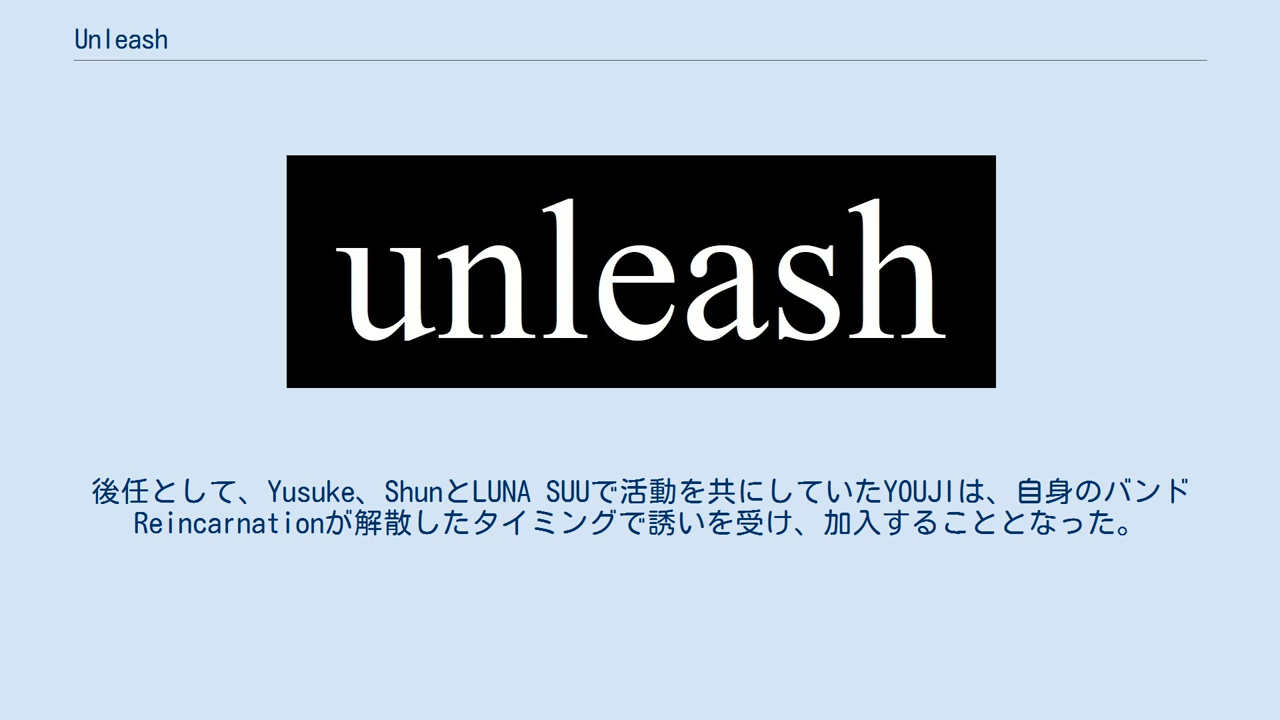 Unleash
unleash
後任として、Yusuke、ShunとLUNA SUUで活動を共にしていたYOUJIは、自身のバンド
Reincarnationが解散したタイミングで誘いを受け、加入することとなった。